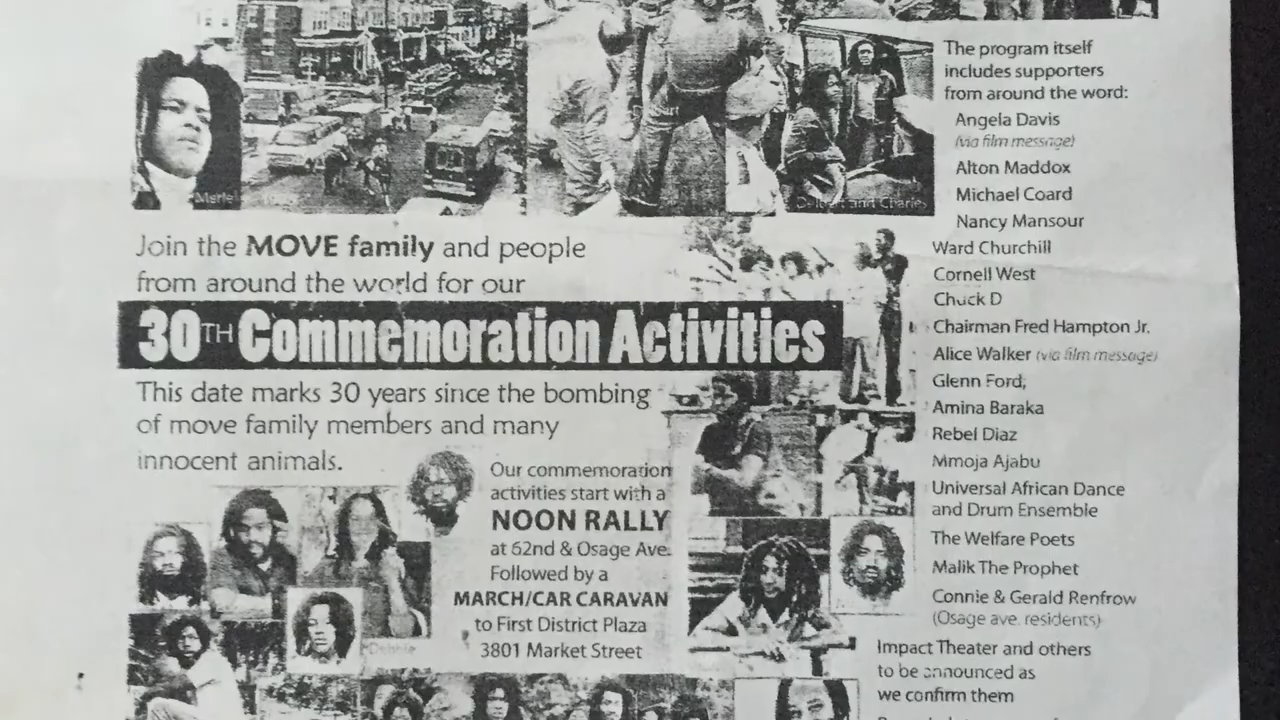 Merle
Delbert and Charles
Join the MOVE family and people
from around the world for our
30TH Commemoration Activities
This date marks 30 years since the bombing
of move family members and many
innocent animals.
Our commemoration
activities start with a
NOON RALLY
at 62nd & Osage Ave.
Followed by a
MARCH/CAR CARAVAN
to First District Plaza
3801 Market Street
Debbie
The program itself
includes supporters
from around the word:
Angela Davis
(via film message)
Alton Maddox
Michael Coard
Nancy Mansour
Ward Churchill
Cornell West
Chuck D
Chairman Fred Hampton Jr.
Alice Walker (via film message)
Glenn Ford,
Amina Baraka
Rebel Diaz
Mmoja Ajabu
Universal African Dance
and Drum Ensemble
The Welfare Poets
Malik The Prophet
Connie & Gerald Renfrow
(Osage ave. residents)
Impact Theater and others
to be announced as
we confirm them